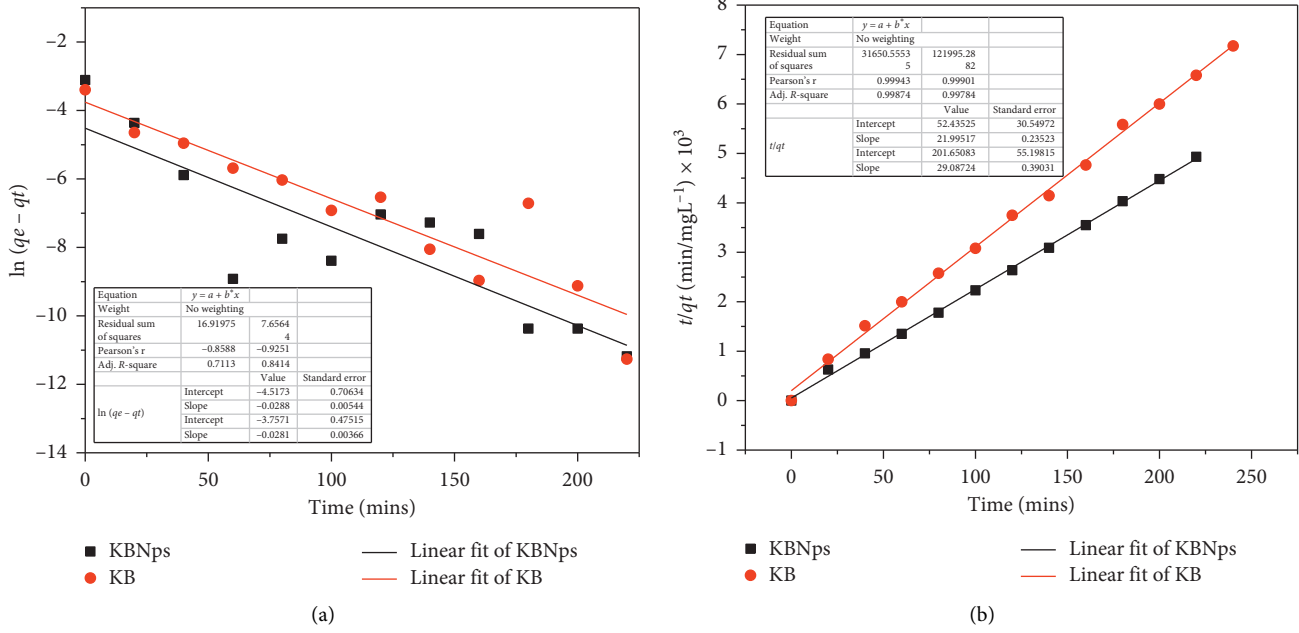 −2
−4
−6
−8
−10
−12
−14
ln (qe – qt)
0
50
100
150
200
Time (mins)
Equation y = a + b*x
Weight No weighting
Residual sum of squares 16.91975 7.6564
4
Pearson's r −0.8588 −0.9251
Adj. R-square 0.7113 0.8414
Value Standard error
ln (qe – qt)
Intercept −4.5173 0.70634
Slope −0.0288 0.00544
Intercept −3.7571 0.47515
Slope −0.0281 0.00366
KBNps
KB
Linear fit of KBNps
Linear fit of KB
(a)
8
7
6
5
4
3
2
1
0
−1
t/qt (min/mgL⁻¹) × 10³
0
50
100
150
200
250
Time (mins)
Equation y = a + b*x
Weight No weighting
Residual sum of squares 31650.5553 121995.28
5 82
Pearson's r 0.99943 0.99901
Adj. R-square 0.99874 0.99784
Value Standard error
t/qt
Intercept 52.43525 30.54972
Slope 21.99517 0.23523
Intercept 201.65083 55.19815
Slope 29.08724 0.39031
KBNps
KB
Linear fit of KBNps
Linear fit of KB
(b)